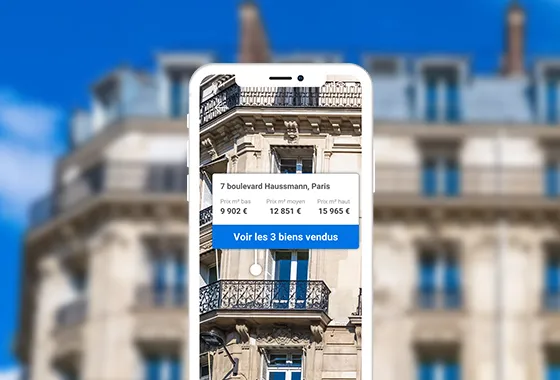 7 boulevard Haussmann, Paris
Prix m² bas Prix m² moyen Prix m² haut
9 902 € 12 851 € 15 965 €
Voir les 3 biens vendus